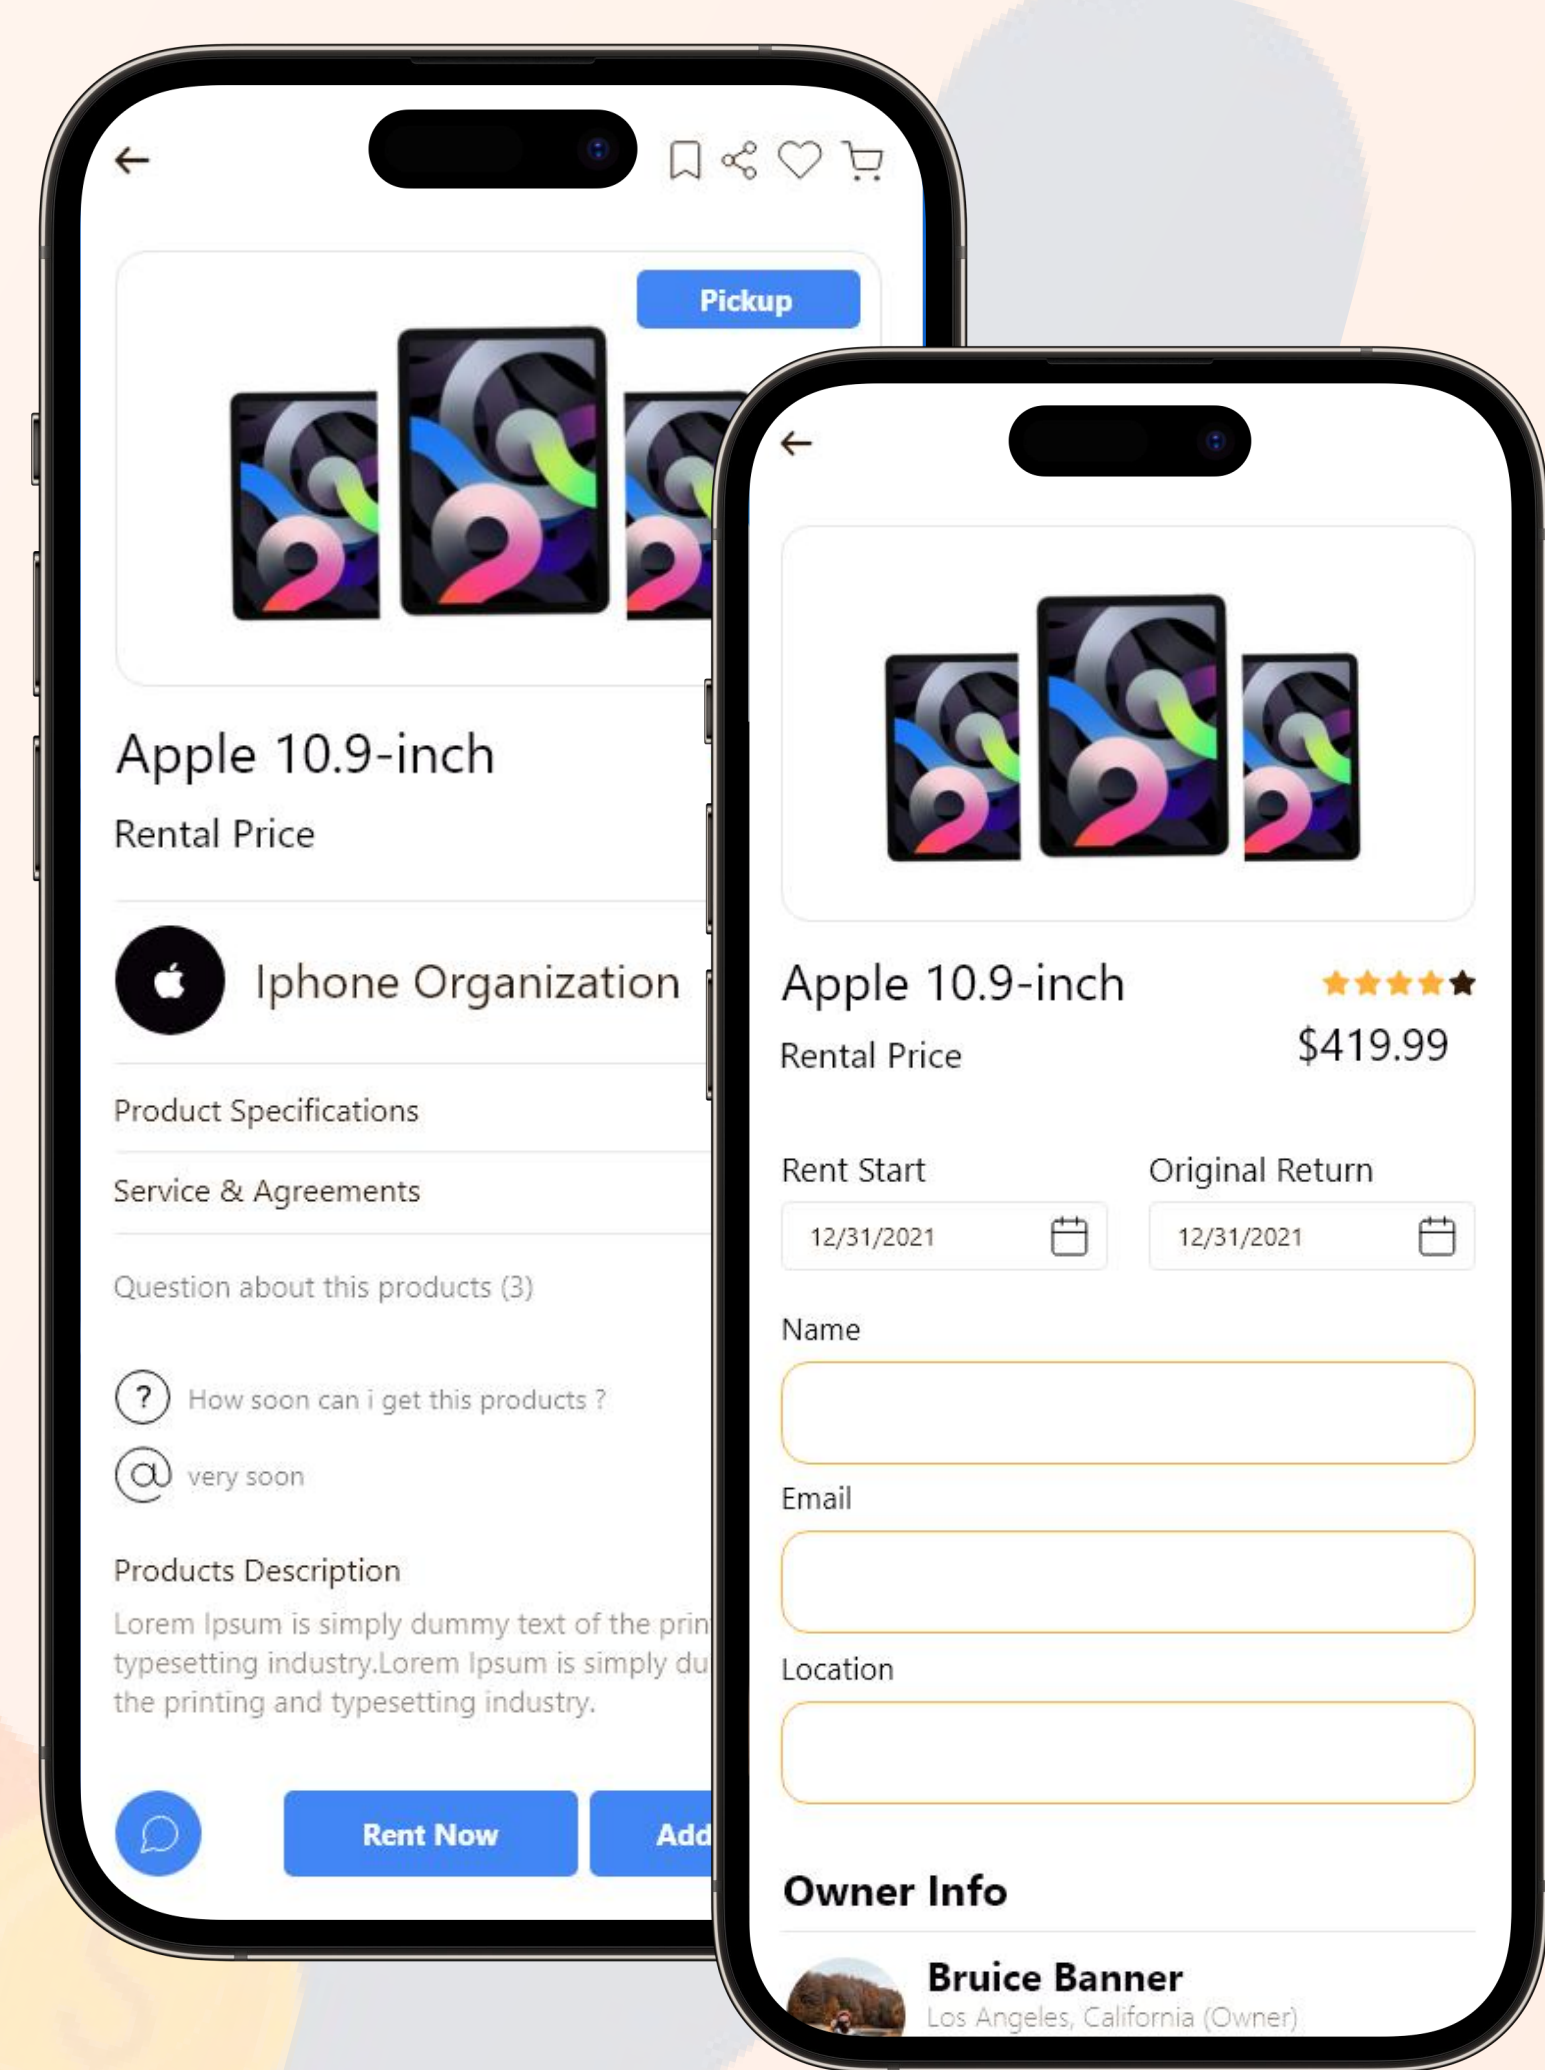 Pickup
Apple 10.9-inch
Rental Price
Iphone Organization
Product Specifications
Service & Agreements
Question about this products (3)
?
How soon can i get this products ?
@ very soon
Products Description
Lorem Ipsum is simply dummy text of the prin
typesetting industry.Lorem Ipsum is simply du
the printing and typesetting industry.
Rent Now
Add
Apple 10.9-inch
Rental Price
$419.99
Rent Start
Original Return
12/31/2021
12/31/2021
Name
Email
Location
Owner Info
Bruice Banner
Los Angeles, California (Owner)